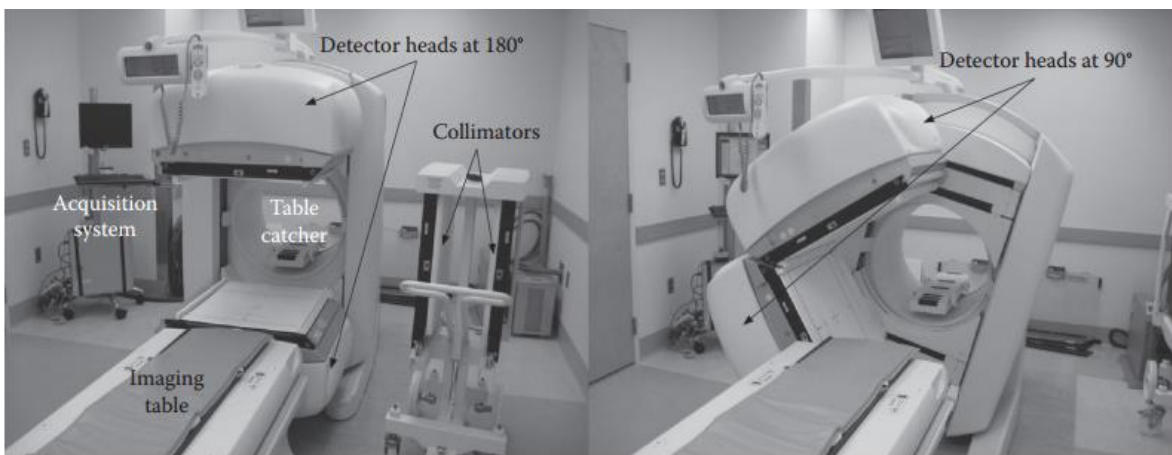 Detector heads at 180°
Collimators
Acquisition
system
Table
catcher
Imaging
table
Detector heads at 90°